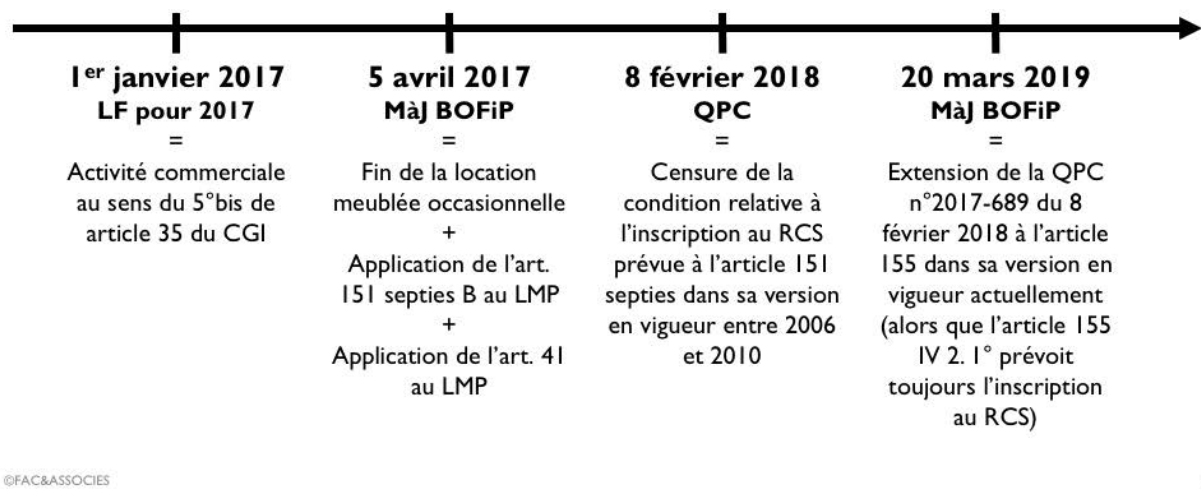 1er janvier 2017
LF pour 2017
=
Activité commerciale
au sens du 5°bis de
article 35 du CGI
5 avril 2017
MàJ BOFiP
=
Fin de la location
meublée occasionnelle
+
Application de l’art.
151 septies B au LMP
+
Application de l’art. 41
au LMP
8 février 2018
QPC
=
Censure de la
condition relative à
l’inscription au RCS
prévue à l’article 151
septies dans sa version
en vigueur entre 2006
et 2010
20 mars 2019
MàJ BOFiP
=
Extension de la QPC
n°2017-689 du 8
février 2018 à l’article
155 dans sa version en
vigueur actuellement
(alors que l’article 155
IV 2. 1° prévoit
toujours l’inscription
au RCS)
©FAC&ASSOCIES